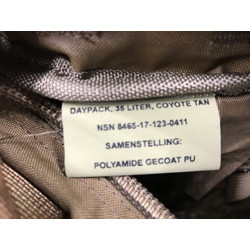 DAYPACK, 35 LITER, COYOTE TAN
NSN 8465-17-123-0411
SAMENSTELLING:
POLYAMIDE GECOAT PU